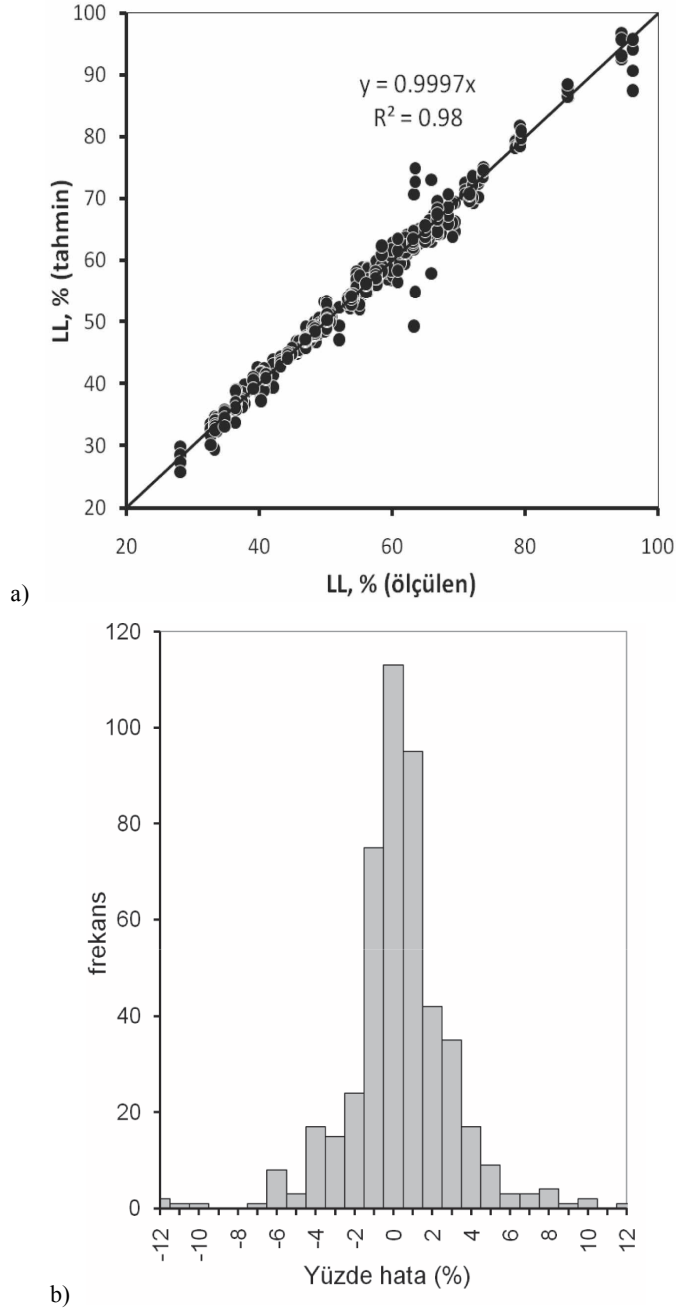 100
90
80
70
60
50
40
30
20
LL, % (tahmin)
y = 0.9997x
R² = 0.98
20 40 60 80 100
LL, % (ölçülen)
a)
120
100
80
60
40
20
0
frekans
-12 -10 -8 -6 -4 -2 0 2 4 6 8 10 12
Yüzde hata (%)
b)